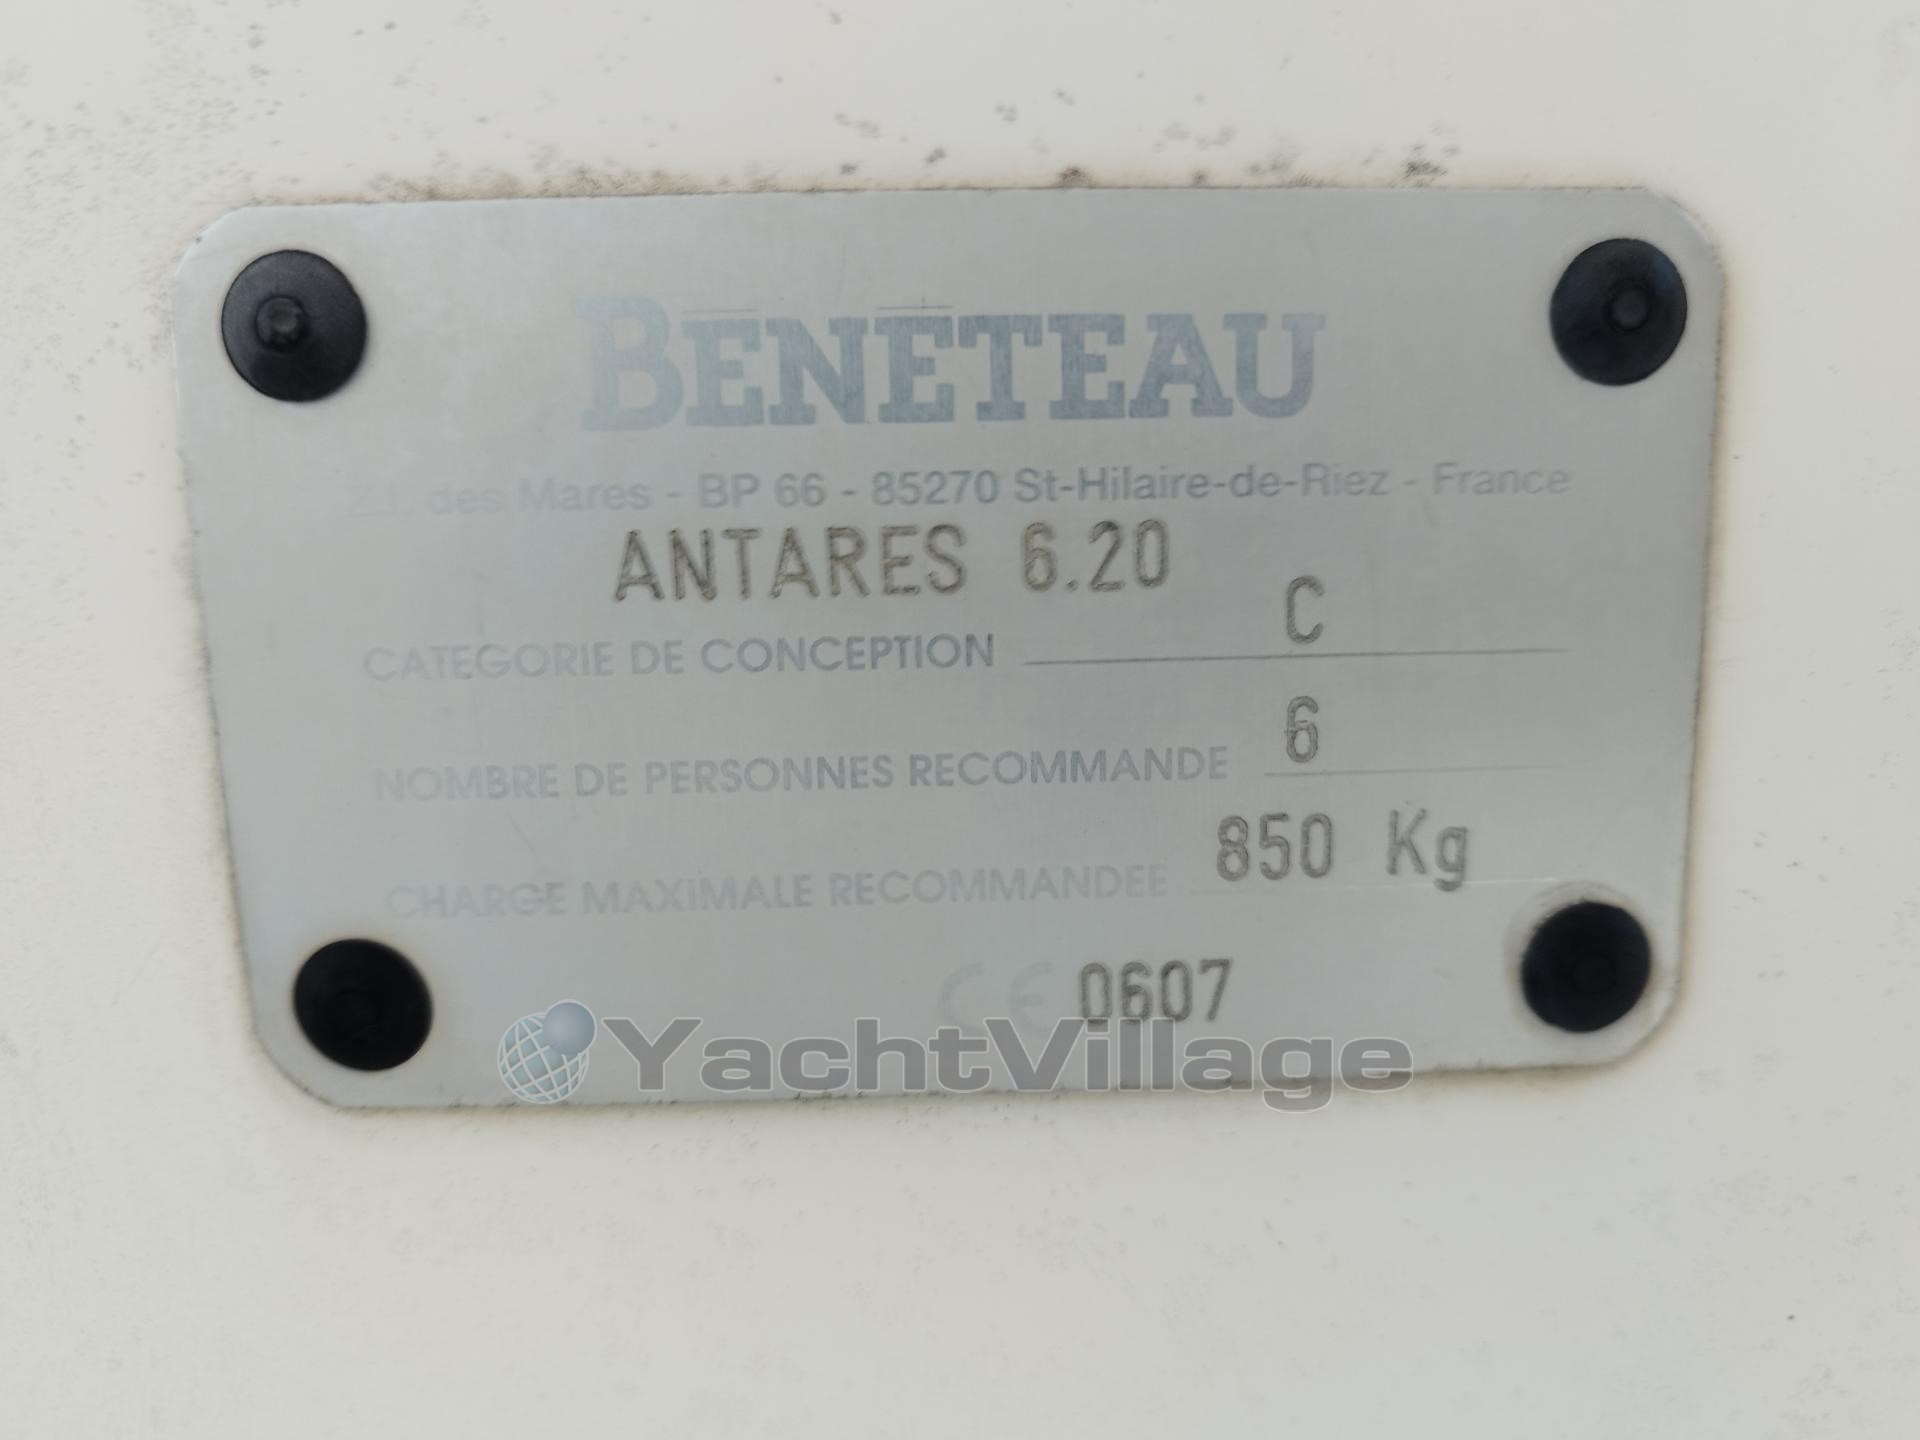 BENETEAU
Z.I. des Mares - BP 66 - 85270 St-Hilaire-de-Riez - France
ANTARES 6.20
CATEGORIE DE CONCEPTION C
NOMBRE DE PERSONNES RECOMMANDE 6
CHARGE MAXIMALE RECOMMANDEE 850 Kg
CE 0607
YachtVillage